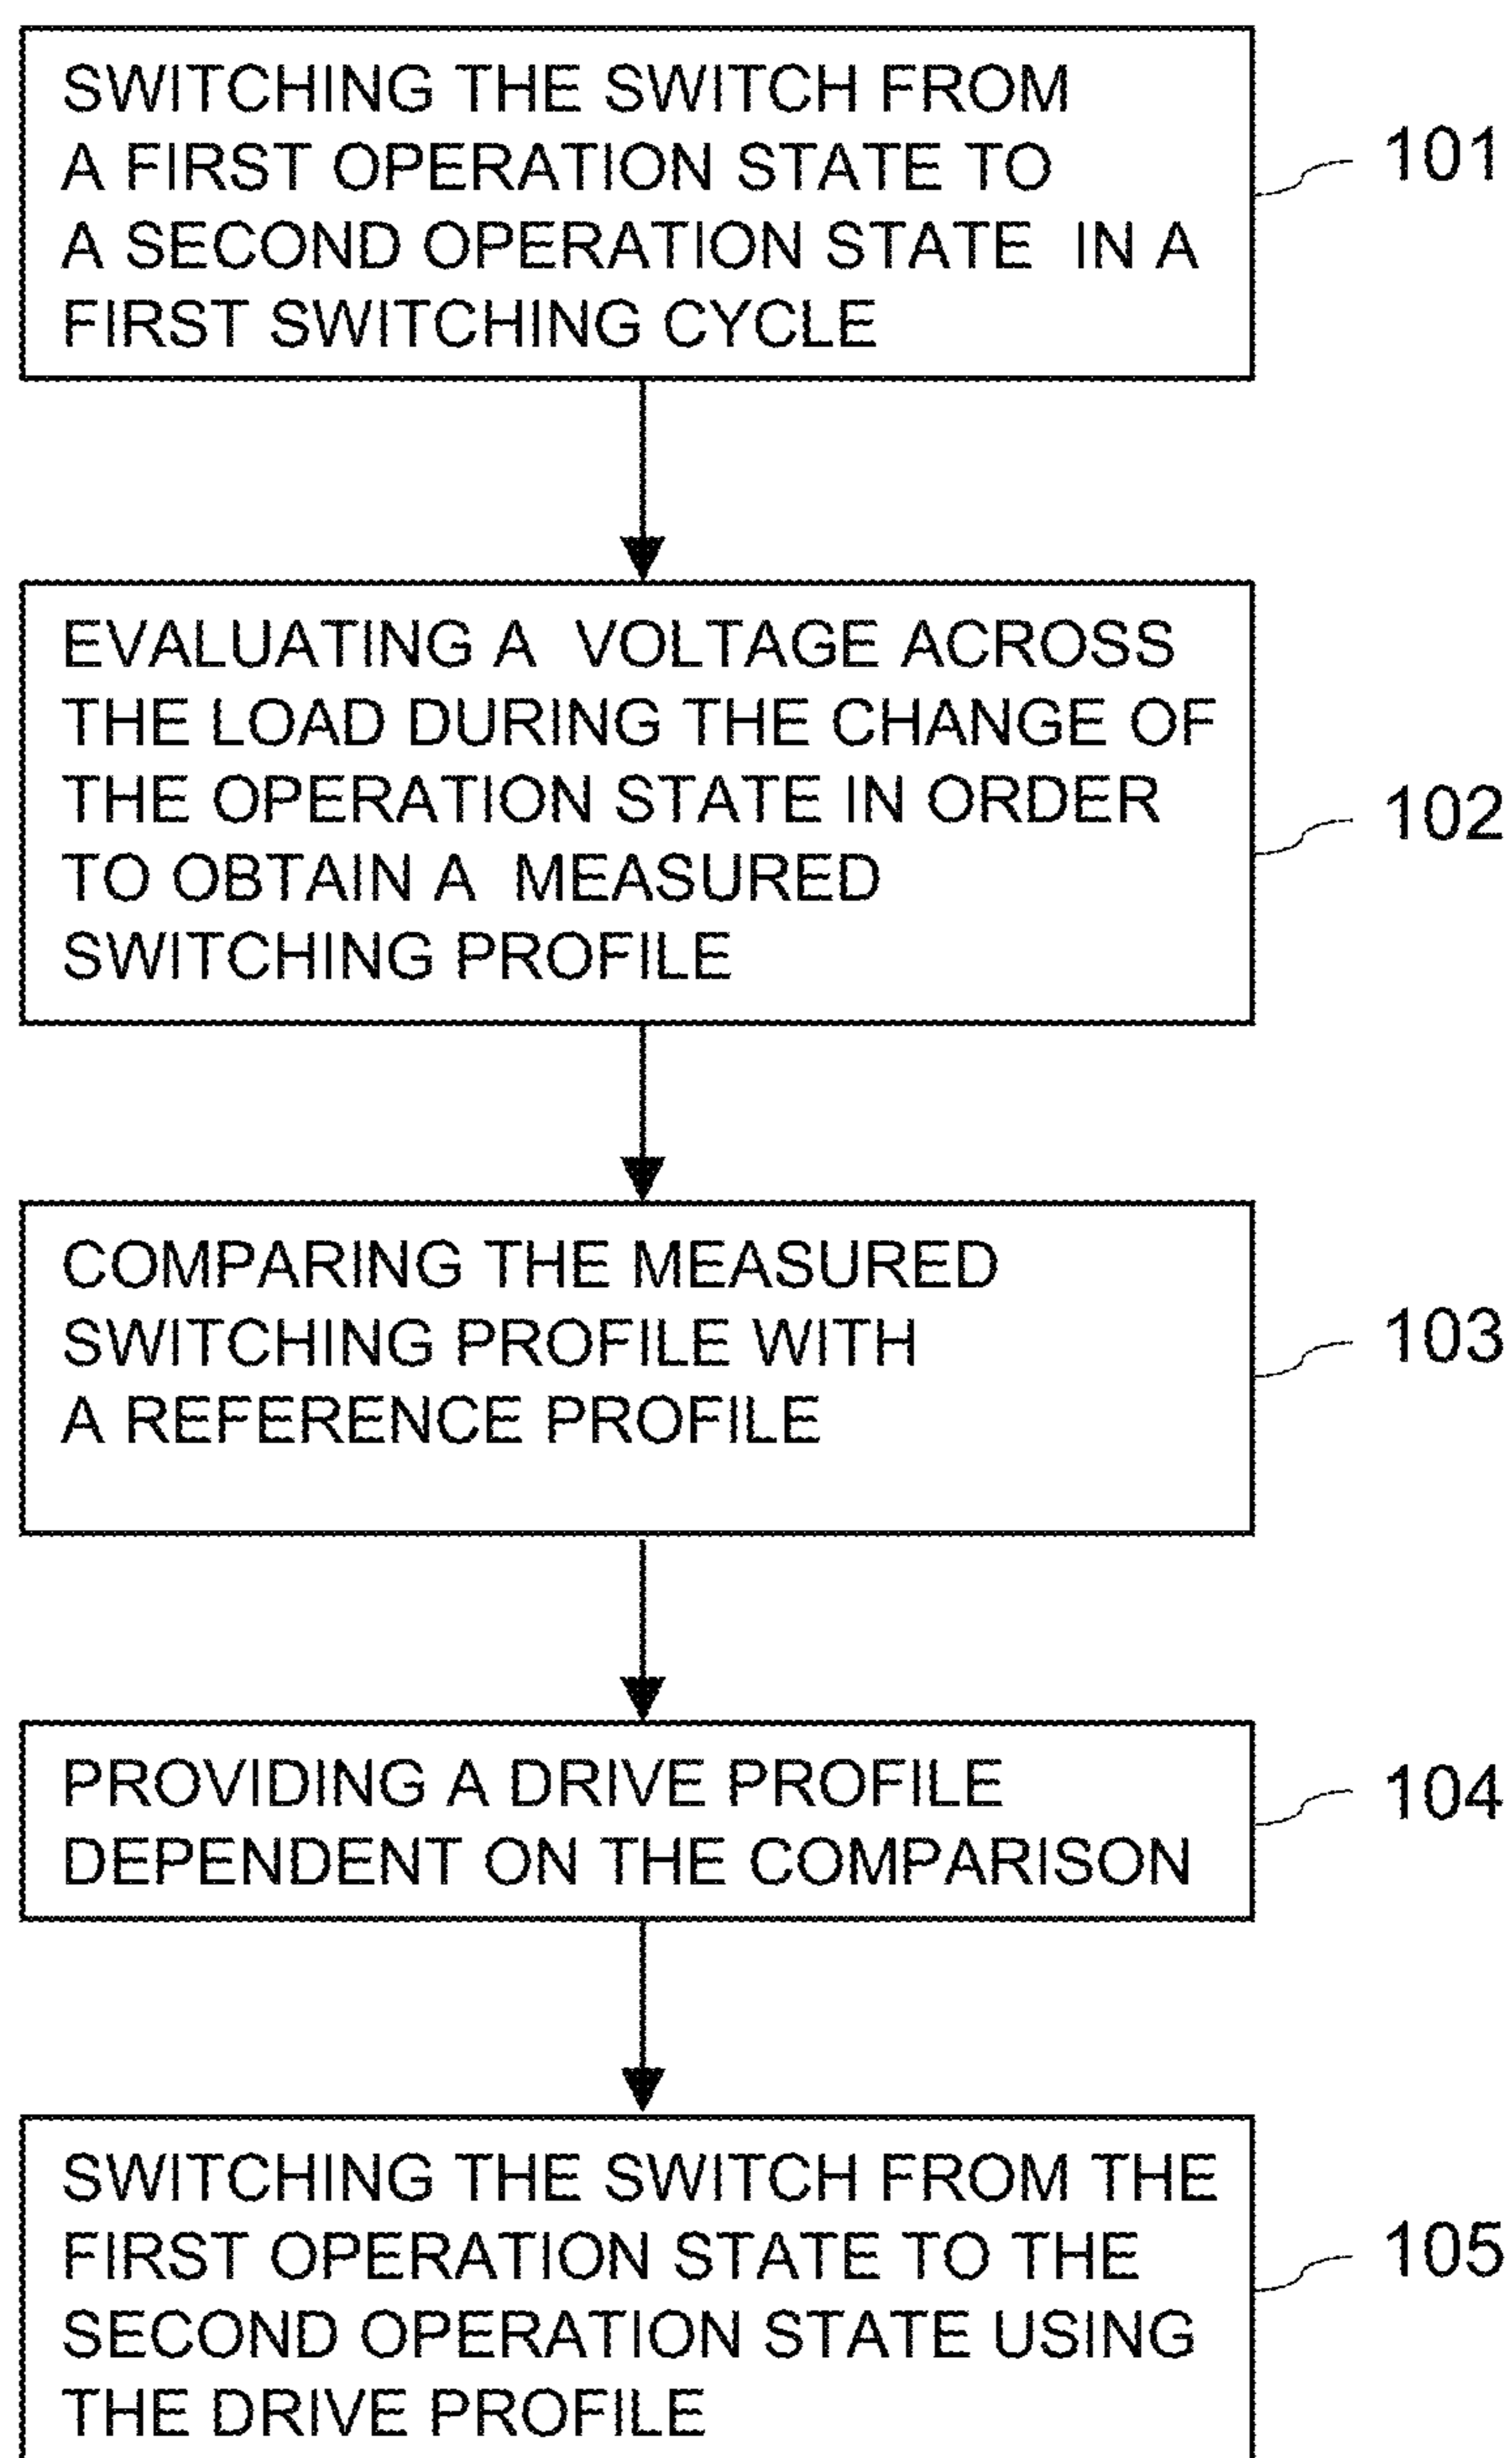 SWITCHING THE SWITCH FROM
A FIRST OPERATION STATE TO
A SECOND OPERATION STATE IN A
FIRST SWITCHING CYCLE
101
EVALUATING A VOLTAGE ACROSS
THE LOAD DURING THE CHANGE OF
THE OPERATION STATE IN ORDER
TO OBTAIN A MEASURED
SWITCHING PROFILE
102
COMPARING THE MEASURED
SWITCHING PROFILE WITH
A REFERENCE PROFILE
103
PROVIDING A DRIVE PROFILE
DEPENDENT ON THE COMPARISON
104
SWITCHING THE SWITCH FROM THE
FIRST OPERATION STATE TO THE
SECOND OPERATION STATE USING
THE DRIVE PROFILE
105